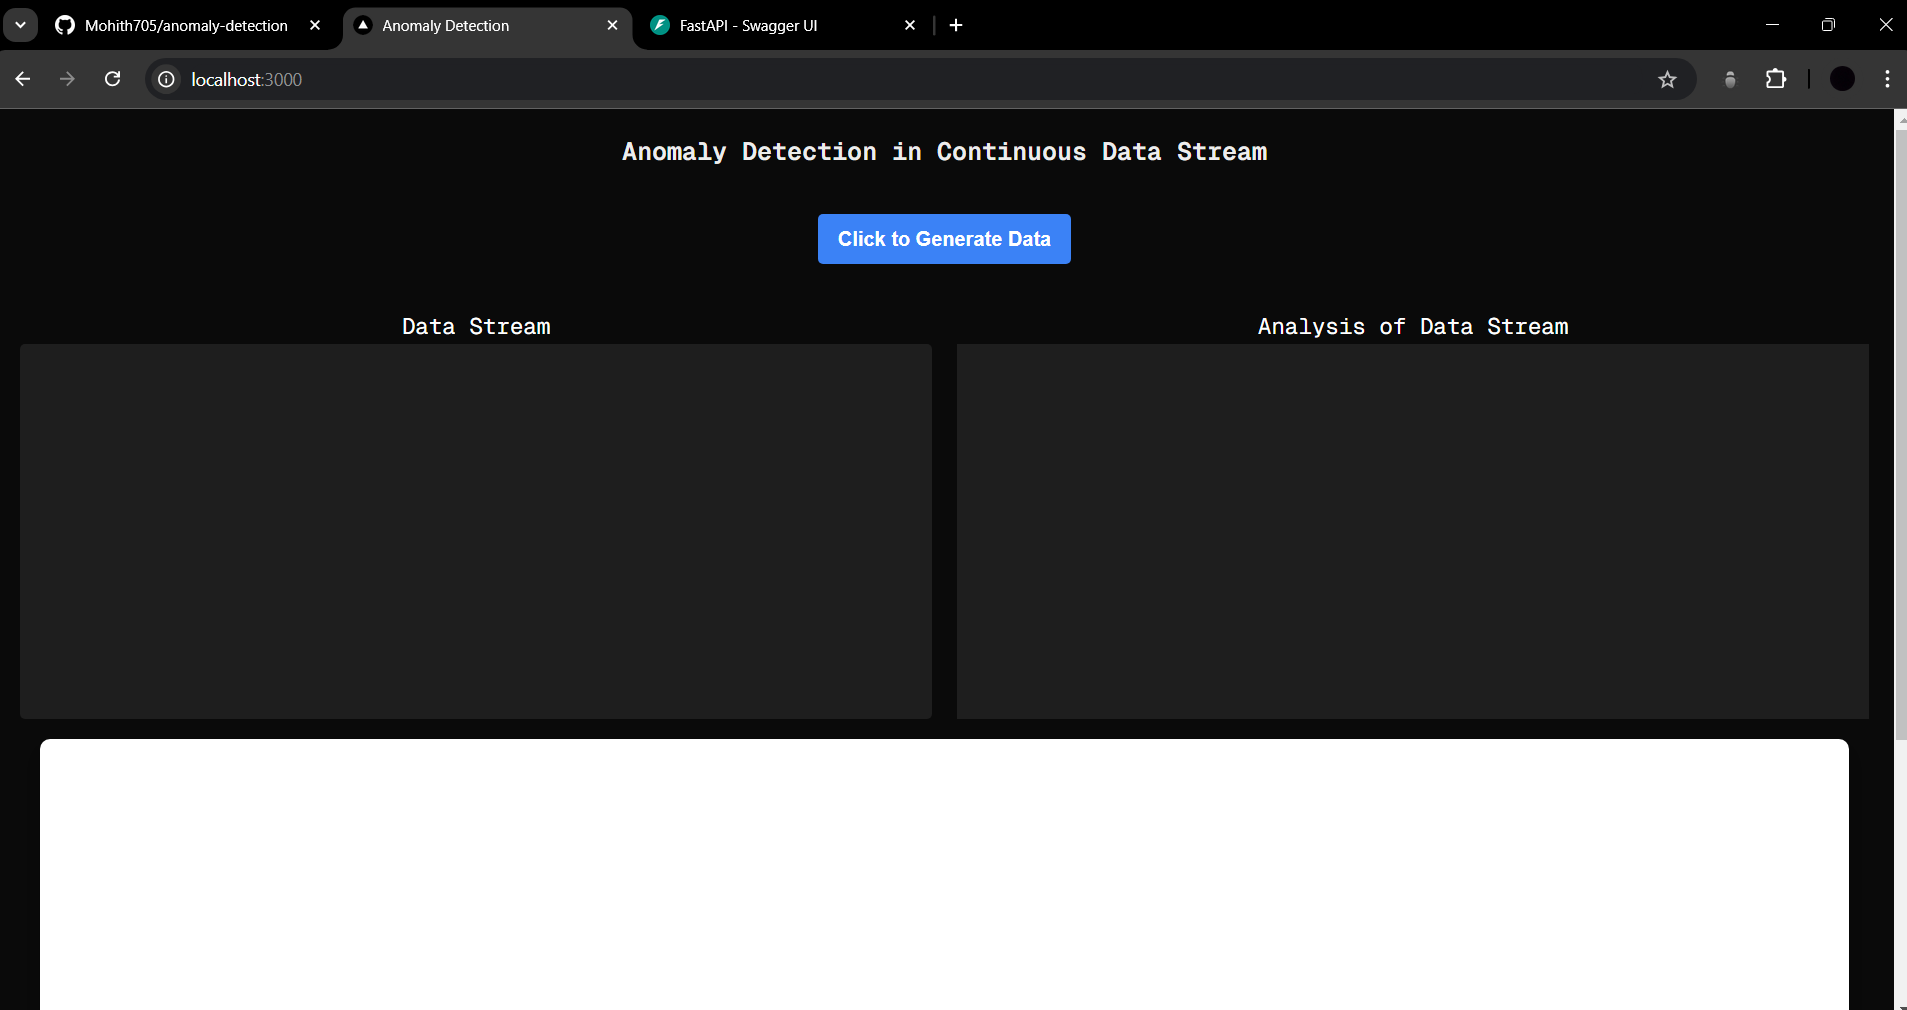 Mohith705/anomaly-detection
Anomaly Detection
FastAPI - Swagger UI
localhost:3000
Anomaly Detection in Continuous Data Stream
Click to Generate Data
Data Stream
Analysis of Data Stream